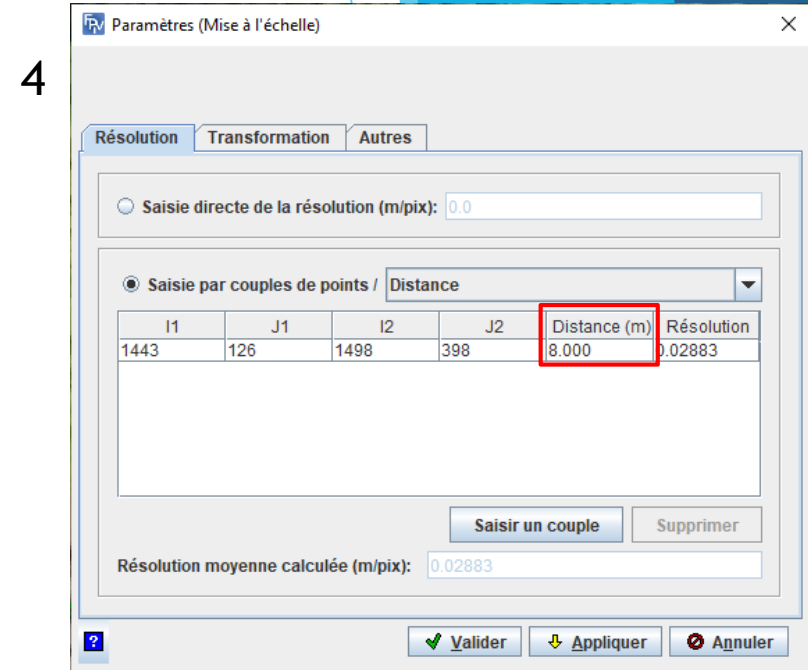 Paramètres (Mise à l'échelle)
4
Résolution Transformation Autres
Saisie directe de la résolution (m/pix): 0.0
Saisie par couples de points / Distance
I1 J1 I2 J2 Distance (m) Résolution
1443 126 1498 398 8.000 0.02883
Saisir un couple Supprimer
Résolution moyenne calculée (m/pix): 0.02883
? Valider Appliquer Annuler